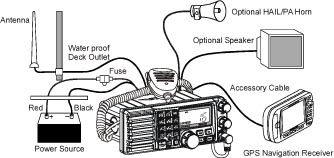 Antenna
Optional HAIL/PA Horn
Water proof
Deck Outlet
Optional Speaker
Fuse
Accessory Cable
Red
Black
Power Source
GPS Navigation Receiver